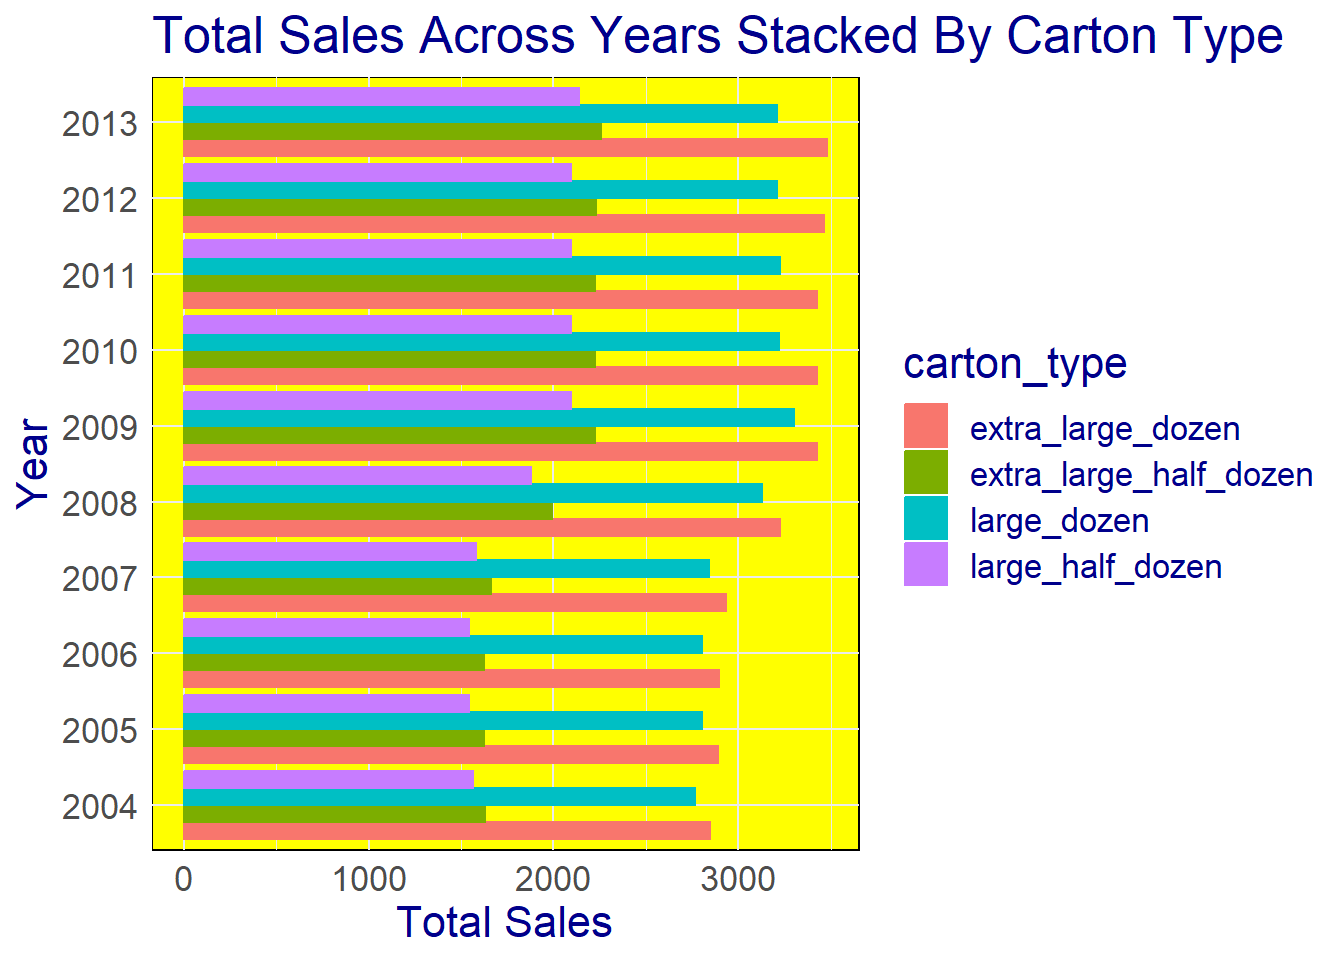 Total Sales Across Years Stacked By Carton Type
2013
2012
2011
2010
2009
2008
2007
2006
2005
2004
Year
0 1000 2000 3000
Total Sales
carton_type
extra_large_dozen
extra_large_half_dozen
large_dozen
large_half_dozen